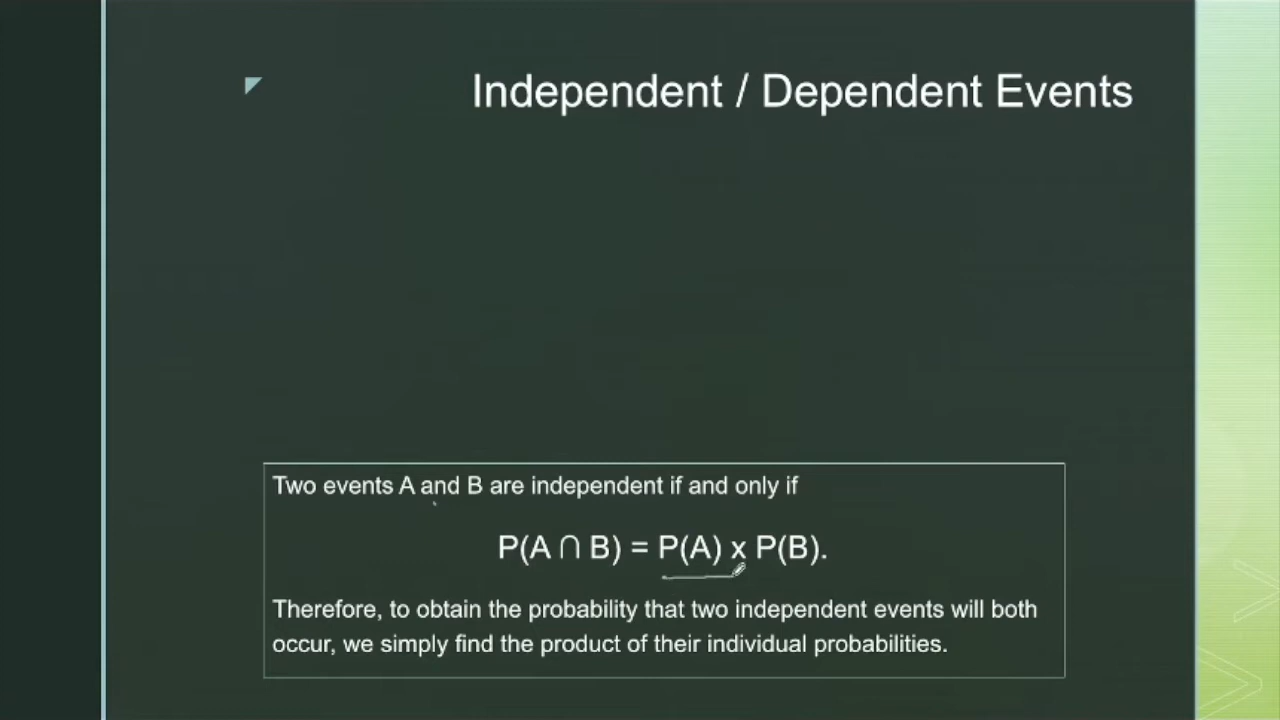 Independent / Dependent Events
Two events A and B are independent if and only if
P(A ∩ B) = P(A) x P(B).
Therefore, to obtain the probability that two independent events will both
occur, we simply find the product of their individual probabilities.